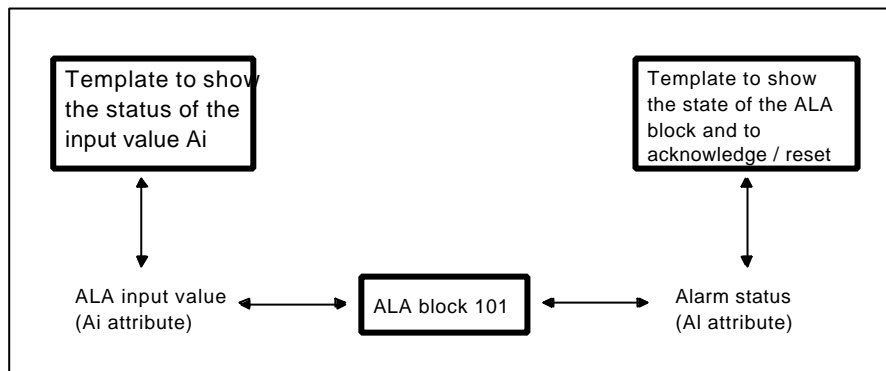 Template to show
the status of the
input value Ai
Template to show
the state of the ALA
block and to
acknowledge / reset
ALA input value
(Ai attribute)
ALA block 101
Alarm status
(Al attribute)